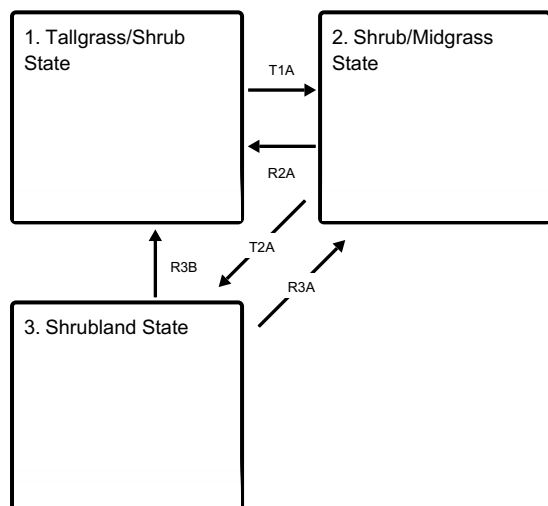 1. Tallgrass/Shrub
State
2. Shrub/Midgrass
State
T1A
R2A
T2A
R3B
R3A
3. Shrubland State